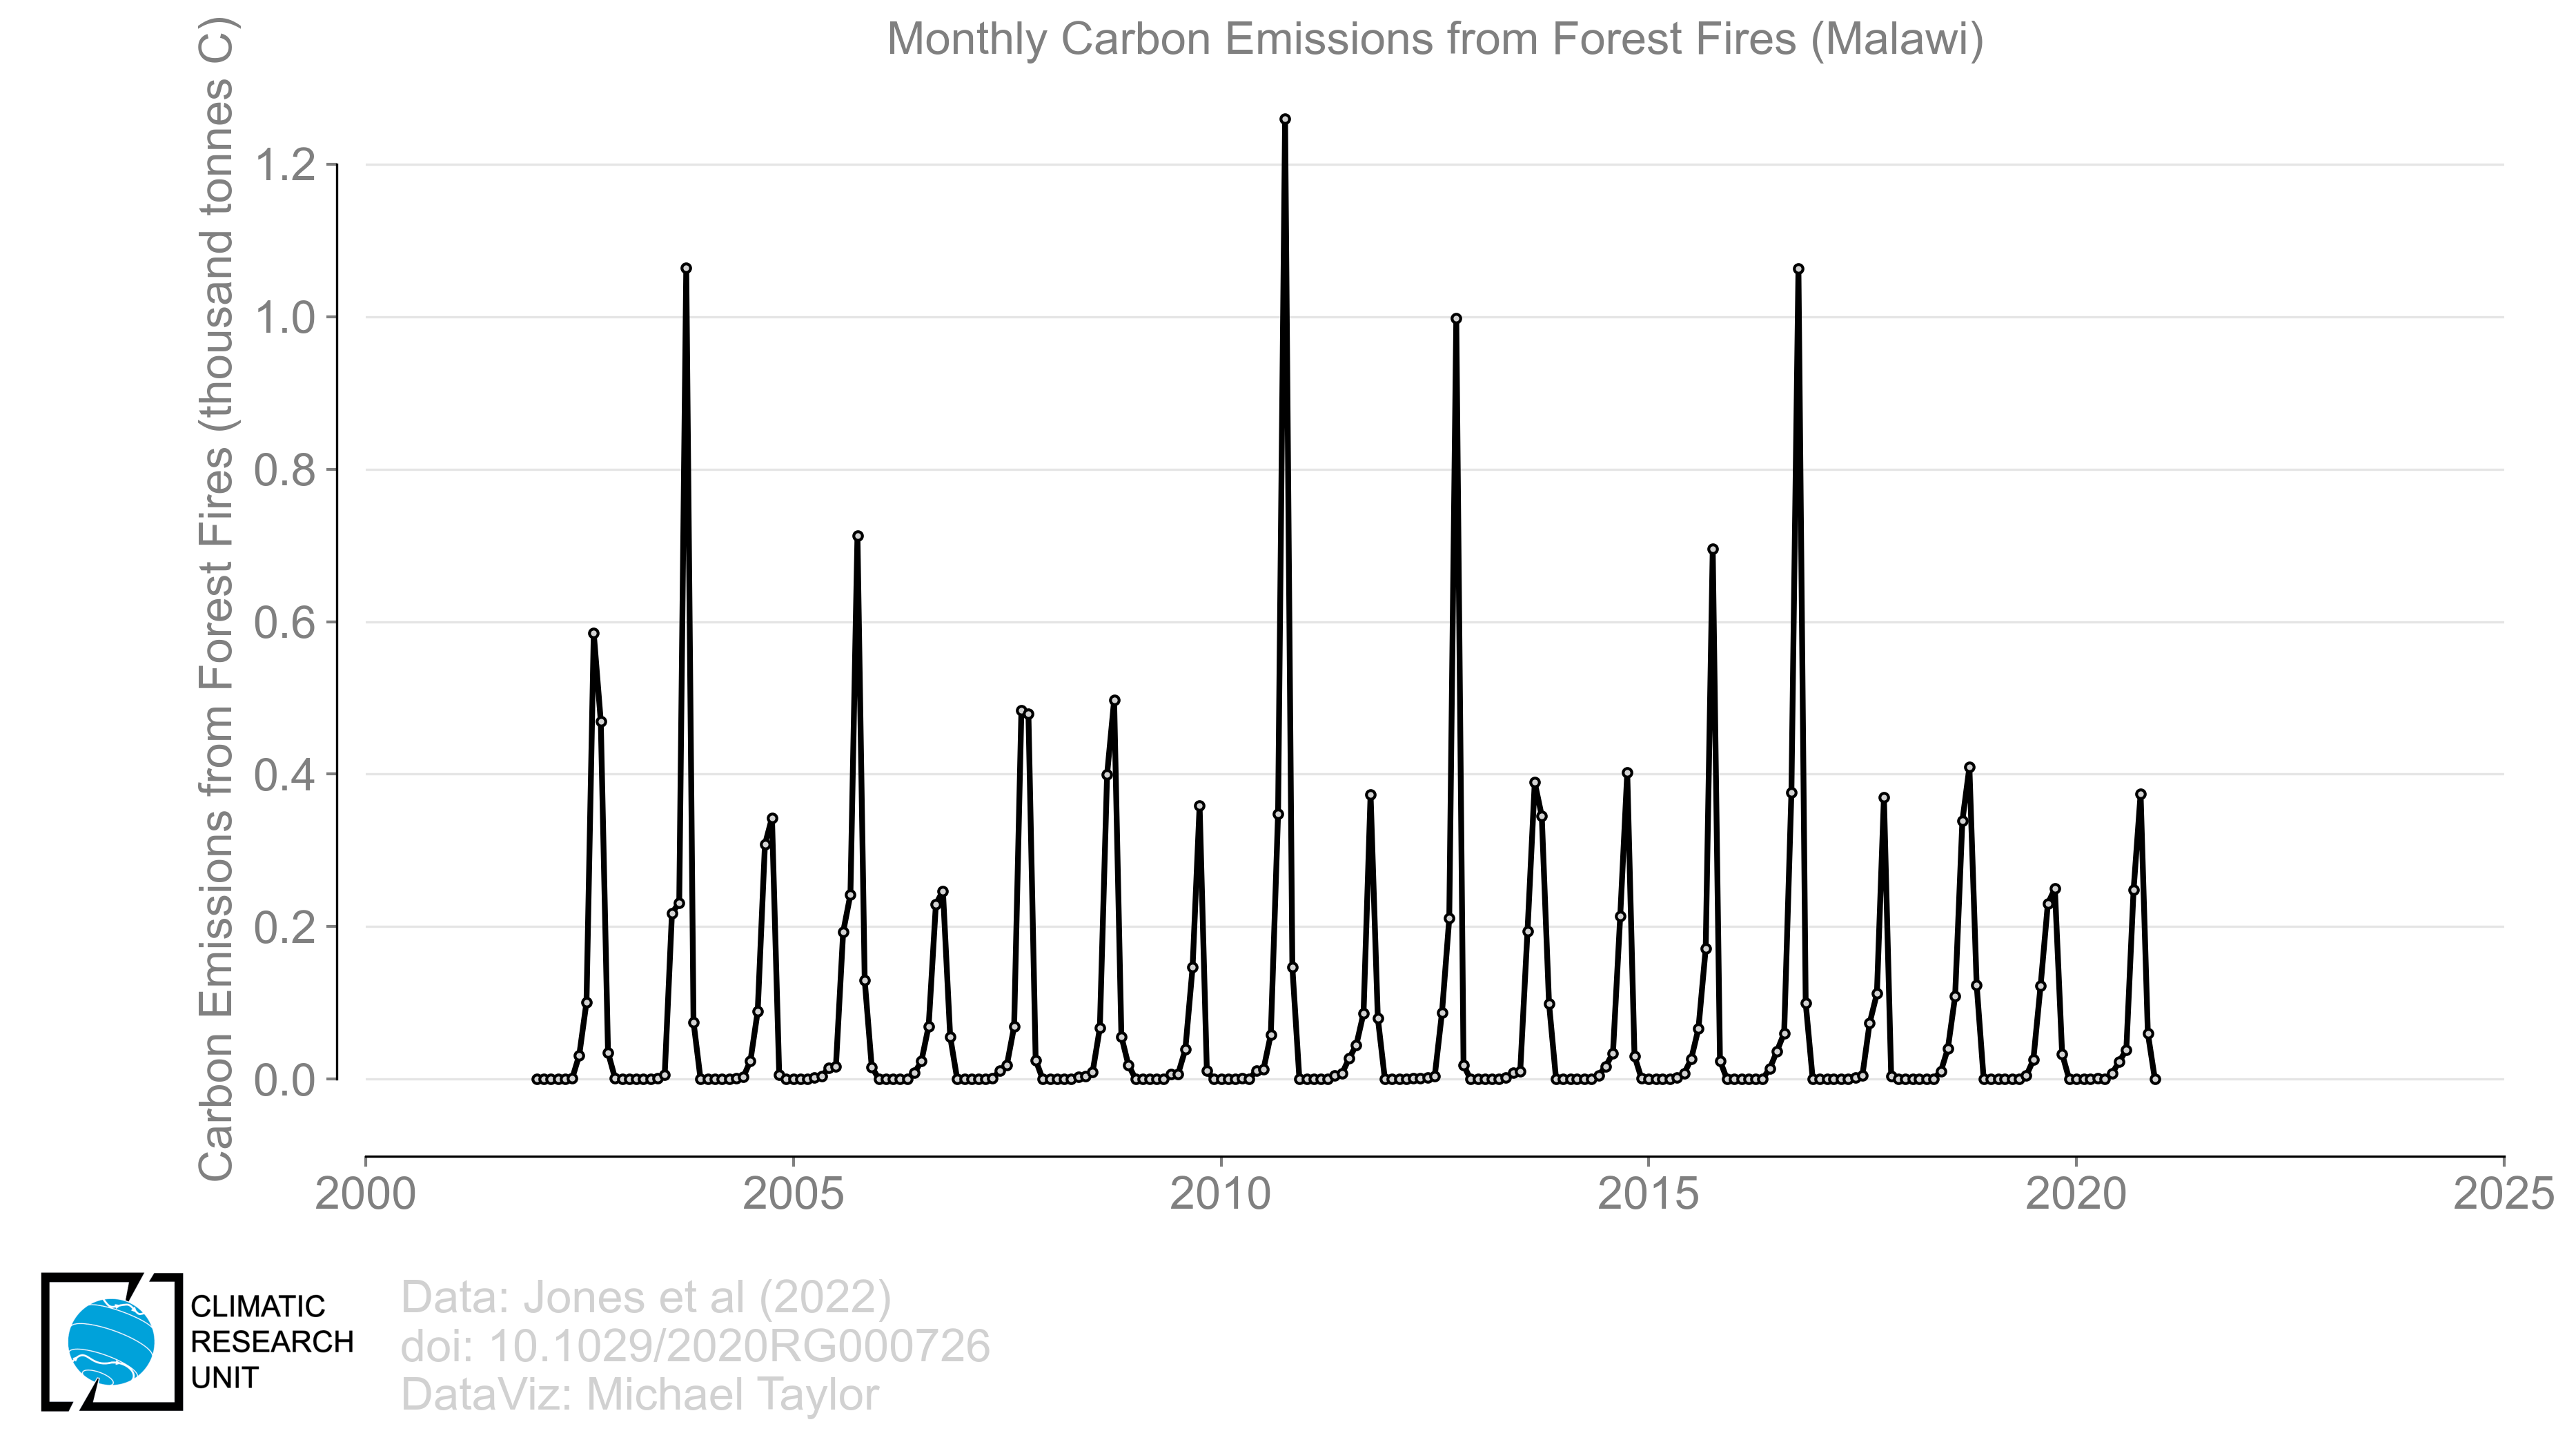 Monthly Carbon Emissions from Forest Fires (Malawi)
Carbon Emissions from Forest Fires (thousand tonnes C)
1.2
1.0
0.8
0.6
0.4
0.2
0.0
2000 2005 2010 2015 2020 2025
CLIMATIC
RESEARCH
UNIT
Data: Jones et al (2022)
doi: 10.1029/2020RG000726
DataViz: Michael Taylor